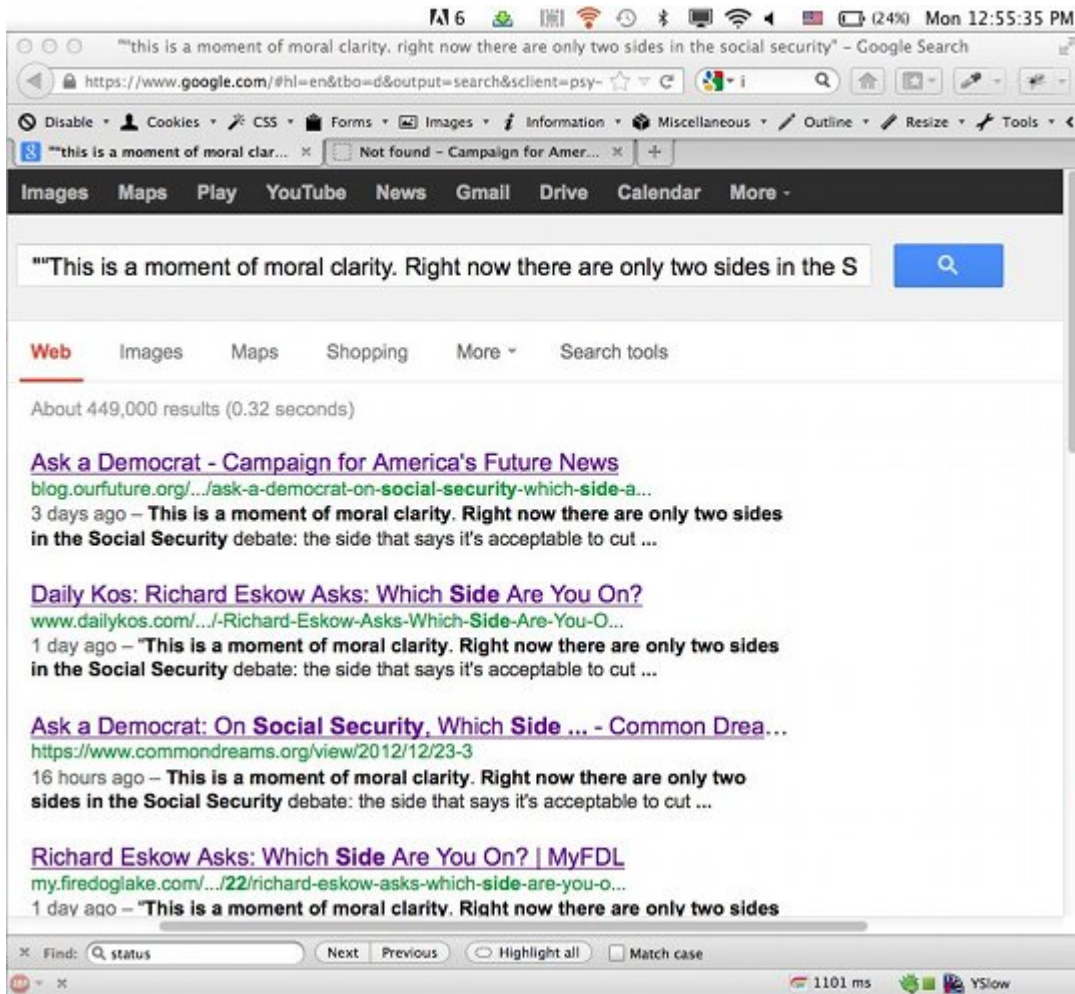 6 (24%) Mon 12:55:35 PM
""this is a moment of moral clarity. right now there are only two sides in the social security" – Google Search
https://www.google.com/#hl=en&tbo=d&output=search&sclient=psy- i
Disable Cookies CSS Forms Images Information Miscellaneous Outline Resize Tools
""this is a moment of moral clar... × Not found – Campaign for Amer... × +
Images Maps Play YouTube News Gmail Drive Calendar More
""This is a moment of moral clarity. Right now there are only two sides in the S
Web Images Maps Shopping More Search tools
About 449,000 results (0.32 seconds)
Ask a Democrat - Campaign for America's Future News
blog.ourfuture.org/.../ask-a-democrat-on-social-security-which-side-a...
3 days ago – This is a moment of moral clarity. Right now there are only two sides
in the Social Security debate: the side that says it's acceptable to cut ...
Daily Kos: Richard Eskow Asks: Which Side Are You On?
www.dailykos.com/.../-Richard-Eskow-Asks-Which-Side-Are-You-O...
1 day ago – "This is a moment of moral clarity. Right now there are only two sides
in the Social Security debate: the side that says it's acceptable to cut ...
Ask a Democrat: On Social Security, Which Side ... - Common Drea...
https://www.commondreams.org/view/2012/12/23-3
16 hours ago – This is a moment of moral clarity. Right now there are only two
sides in the Social Security debate: the side that says it's acceptable to cut ...
Richard Eskow Asks: Which Side Are You On? | MyFDL
my.firedoglake.com/.../22/richard-eskow-asks-which-side-are-you-o...
1 day ago – "This is a moment of moral clarity. Right now there are only two sides
× Find: status Next Previous Highlight all Match case
× 1101 ms YSlow